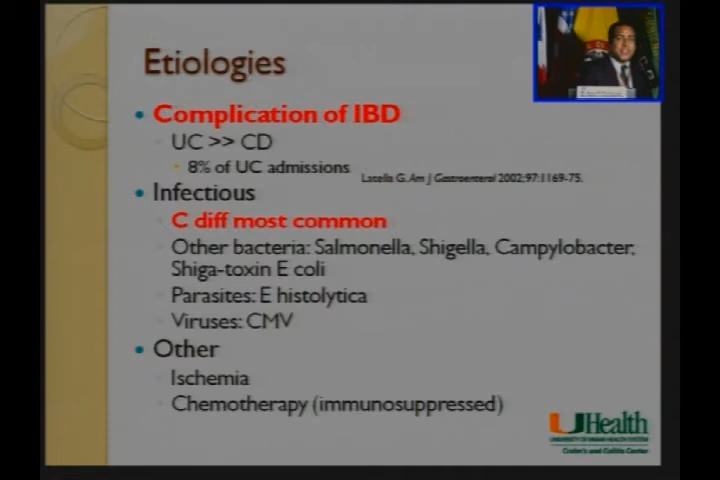 Etiologies
Complication of IBD
UC >> CD
8% of UC admissions
Latella G. Am J Gastroenterol 2002;97:1169-75.
Infectious
C diff most common
Other bacteria: Salmonella, Shigella, Campylobacter,
Shiga-toxin E coli
Parasites: E histolytica
Viruses: CMV
Other
Ischemia
Chemotherapy (immunosuppressed)
UHealth
UNIVERSITY OF MIAMI HEALTH SYSTEM
Crohn's and Colitis Center